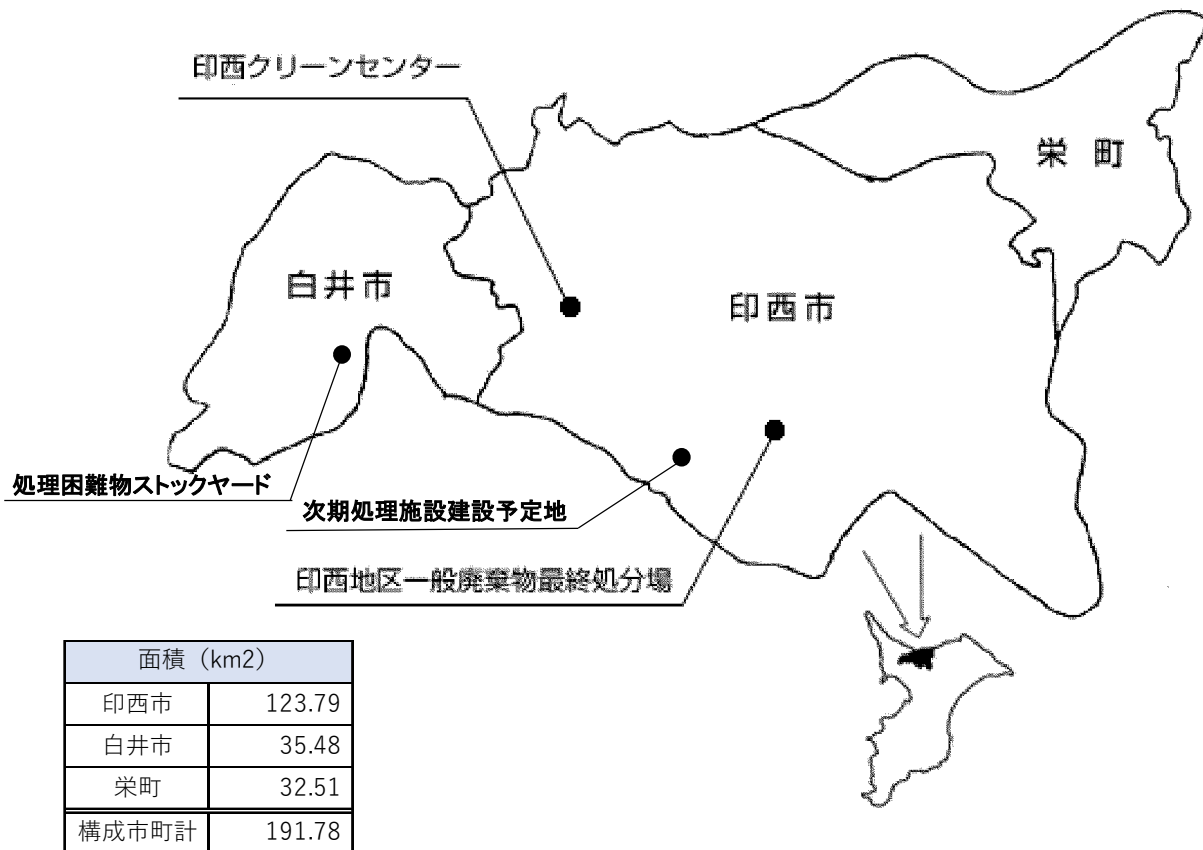 印西クリーンセンター
栄 町
白井市
印西市
処理困難物ストックヤード
次期処理施設建設予定地
印西地区一般廃棄物最終処分場
面積（km2）
印西市 123.79
白井市 35.48
栄町 32.51
構成市町計 191.78